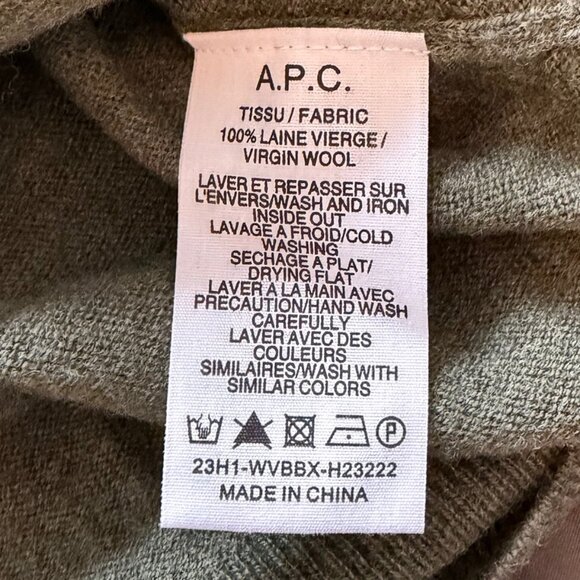 A.P.C.
TISSU / FABRIC
100% LAINE VIERGE /
VIRGIN WOOL
LAVER ET REPASSER SUR
L'ENVERS/WASH AND IRON
INSIDE OUT
LAVAGE A FROID/COLD
WASHING
SECHAGE A PLAT/
DRYING FLAT
LAVER A LA MAIN AVEC
PRECAUTION/HAND WASH
CAREFULLY
LAVER AVEC DES
COULEURS
SIMILAIRES/WASH WITH
SIMILAR COLORS
P
23H1-WVBBX-H23222
MADE IN CHINA